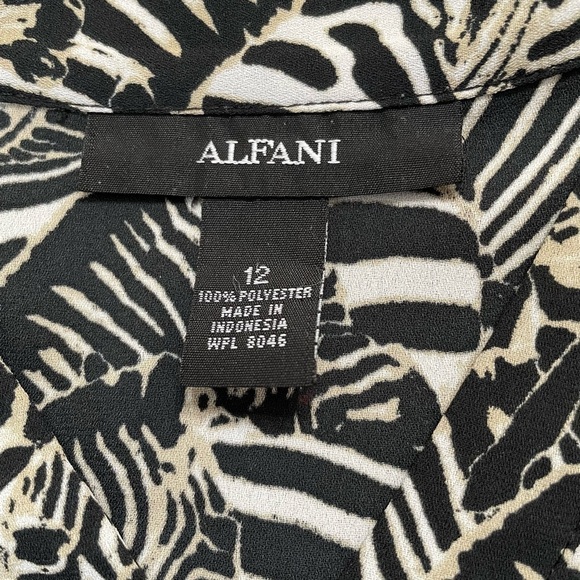 ALFANI
12
100% POLYESTER
MADE IN
INDONESIA
WPL 8046